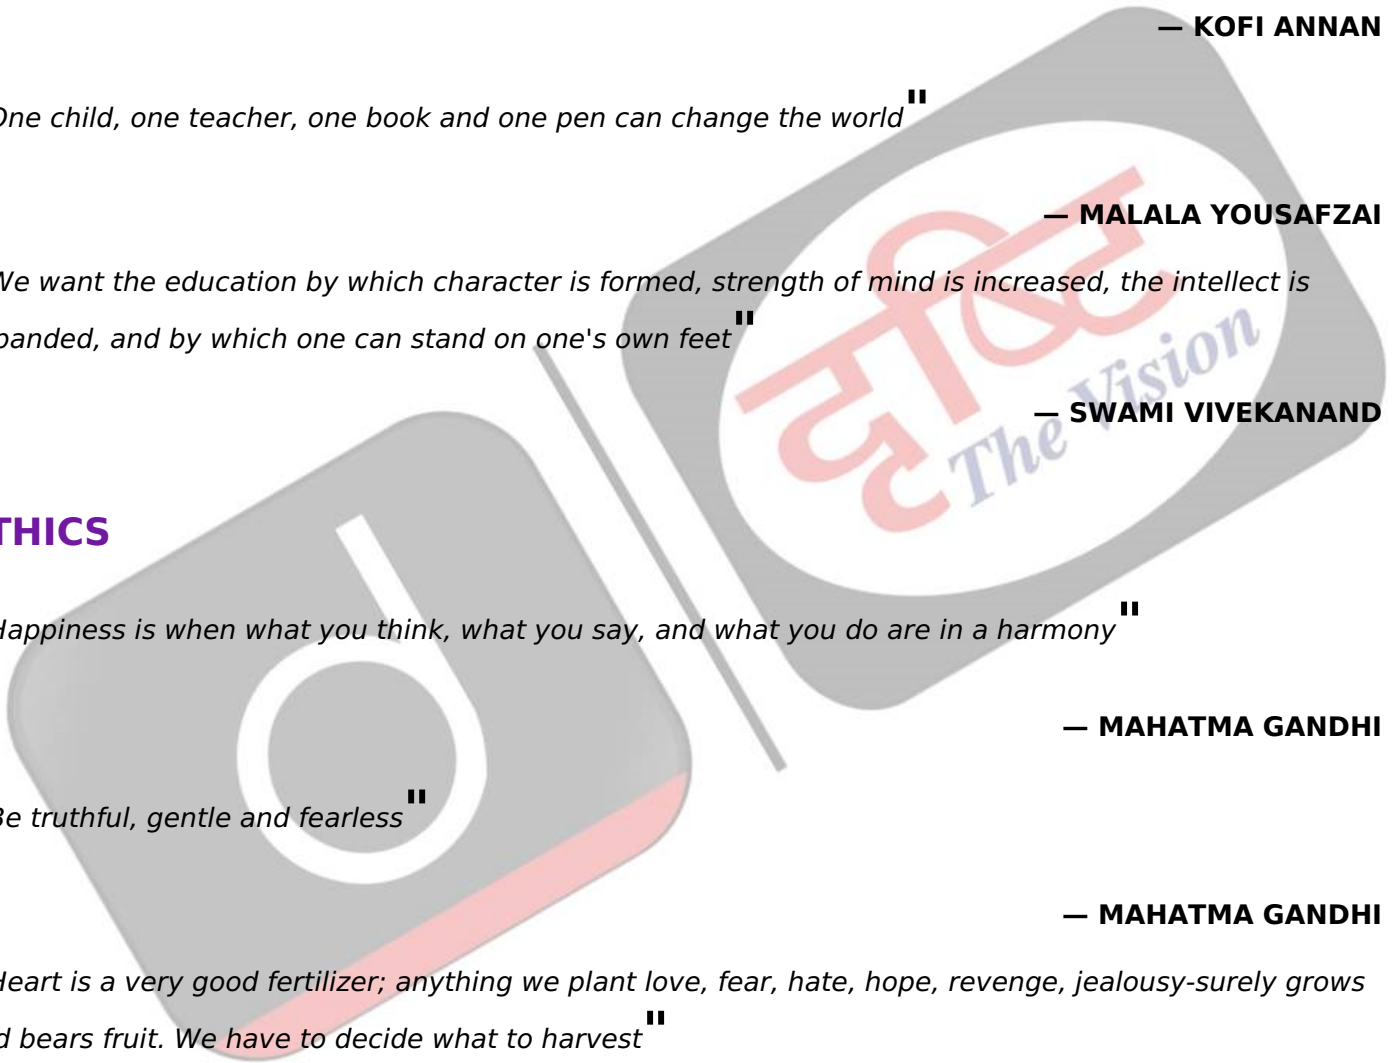 — KOFI ANNAN
One child, one teacher, one book and one pen can change the world"
— MALALA YOUSAFZAI
We want the education by which character is formed, strength of mind is increased, the intellect is
panded, and by which one can stand on one's own feet"
— SWAMI VIVEKANAND
दृष्टि
The Vision
THICS
Happiness is when what you think, what you say, and what you do are in a harmony"
— MAHATMA GANDHI
d
Be truthful, gentle and fearless"
— MAHATMA GANDHI
Heart is a very good fertilizer; anything we plant love, fear, hate, hope, revenge, jealousy-surely grows
d bears fruit. We have to decide what to harvest"